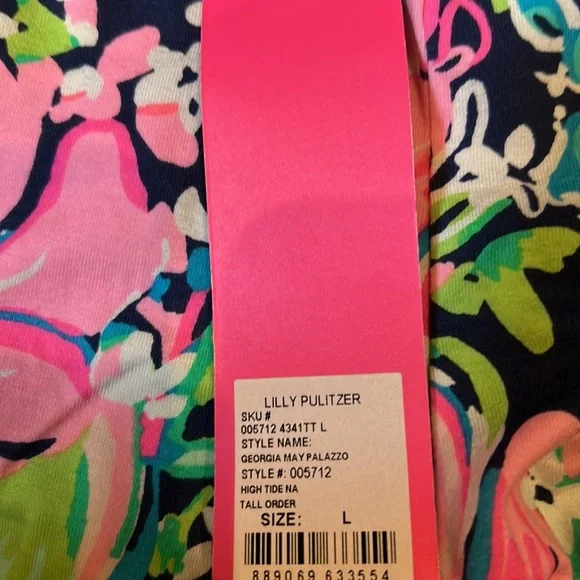 LILLY PULITZER
SKU #
005712 4341TT L
STYLE NAME:
GEORGIA MAY PALAZZO
STYLE #: 005712
HIGH TIDE NA
TALL ORDER
SIZE: L
889069 633554